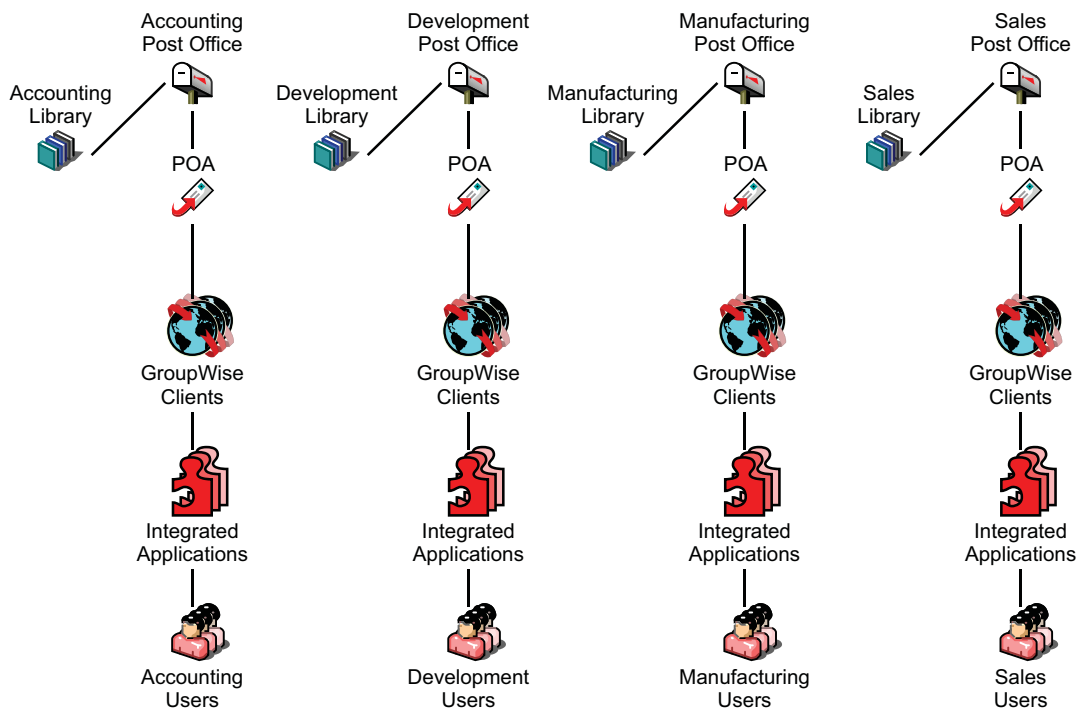 Accounting
Post Office
Development
Post Office
Manufacturing
Post Office
Sales
Post Office
Accounting
Library
Development
Library
Manufacturing
Library
Sales
Library
POA
POA
POA
POA
GroupWise
Clients
GroupWise
Clients
GroupWise
Clients
GroupWise
Clients
Integrated
Applications
Integrated
Applications
Integrated
Applications
Integrated
Applications
Accounting
Users
Development
Users
Manufacturing
Users
Sales
Users